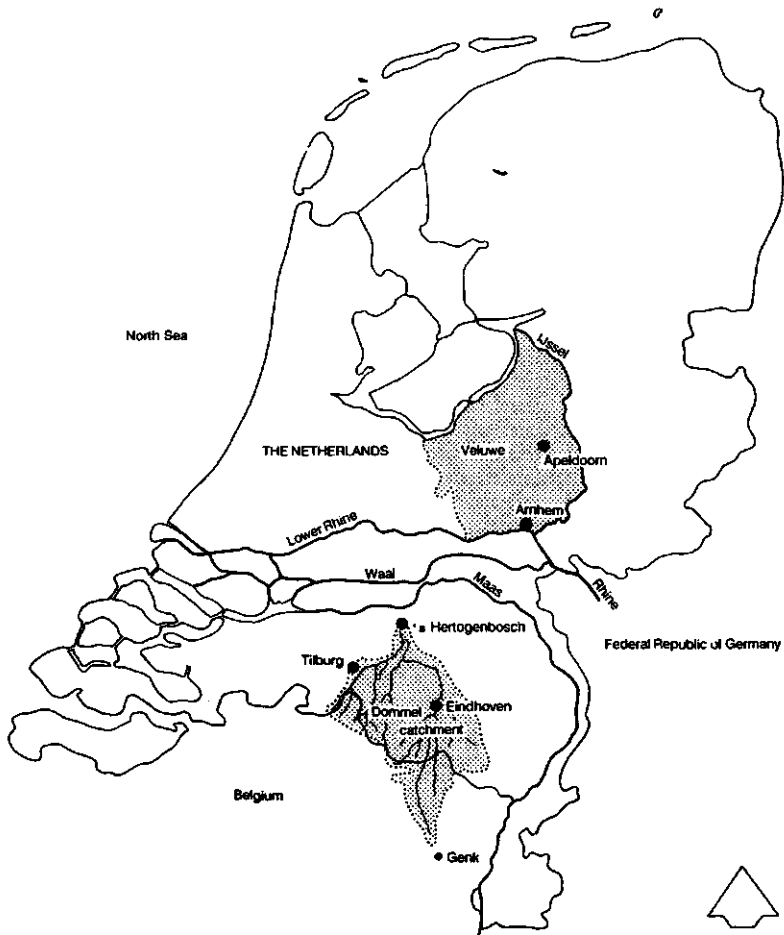 North Sea
IJssel
THE NETHERLANDS
Veluwe
Apeldoorn
Arnhem
Lower Rhine
Waal
Maas
Rhine
's Hertogenbosch
Federal Republic of Germany
Tilburg
Dommel
Eindhoven
catchment
Belgium
Genk